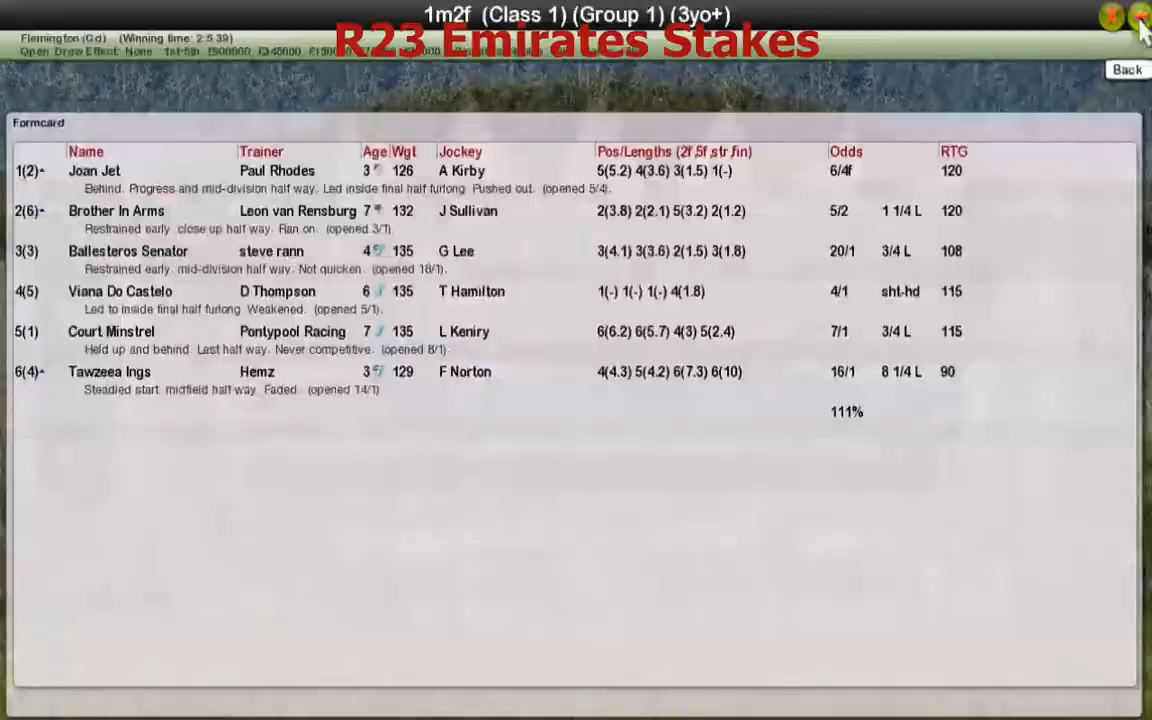 1m2f (Class 1) (Group 1) (3yo+)
R23 Emirates Stakes
Flemington (Gd) (Winning time: 2:5.39)
Open Draw Effect: None 1st-5th £900000 £345000
Back
Formcard
Name Trainer Age Wgt Jockey Pos/Lengths (2f,5f,str,fin) Odds RTG
1(2) Joan Jet Paul Rhodes 3 126 A Kirby 5(5.2) 4(3.6) 3(1.5) 1(-) 6/4f 120
Behind. Progress and mid-division half way. Led inside final half furlong. Pushed out. (opened 5/4).
2(6) Brother In Arms Leon van Rensburg 7 132 J Sullivan 2(3.8) 2(2.1) 5(3.2) 2(1.2) 5/2 1 1/4 L 120
Restrained early. close up half way. Ran on. (opened 3/1).
3(3) Ballesteros Senator steve rann 4 135 G Lee 3(4.1) 3(3.6) 2(1.5) 3(1.8) 20/1 3/4 L 108
Restrained early. mid-division half way. Not quicken. (opened 18/1).
4(5) Viana Do Castelo D Thompson 6 135 T Hamilton 1(-) 1(-) 1(-) 4(1.8) 4/1 sht-hd 115
Led to inside final half furlong. Weakened. (opened 5/1).
5(1) Court Minstrel Pontypool Racing 7 135 L Keniry 6(6.2) 6(5.7) 4(3) 5(2.4) 7/1 3/4 L 115
Held up and behind. Last half way. Never competitive. (opened 8/1).
6(4) Tawzeea Ings Hemz 3 129 F Norton 4(4.3) 5(4.2) 6(7.3) 6(10) 16/1 8 1/4 L 90
Steadied start. midfield half way. Faded. (opened 14/1).
111%